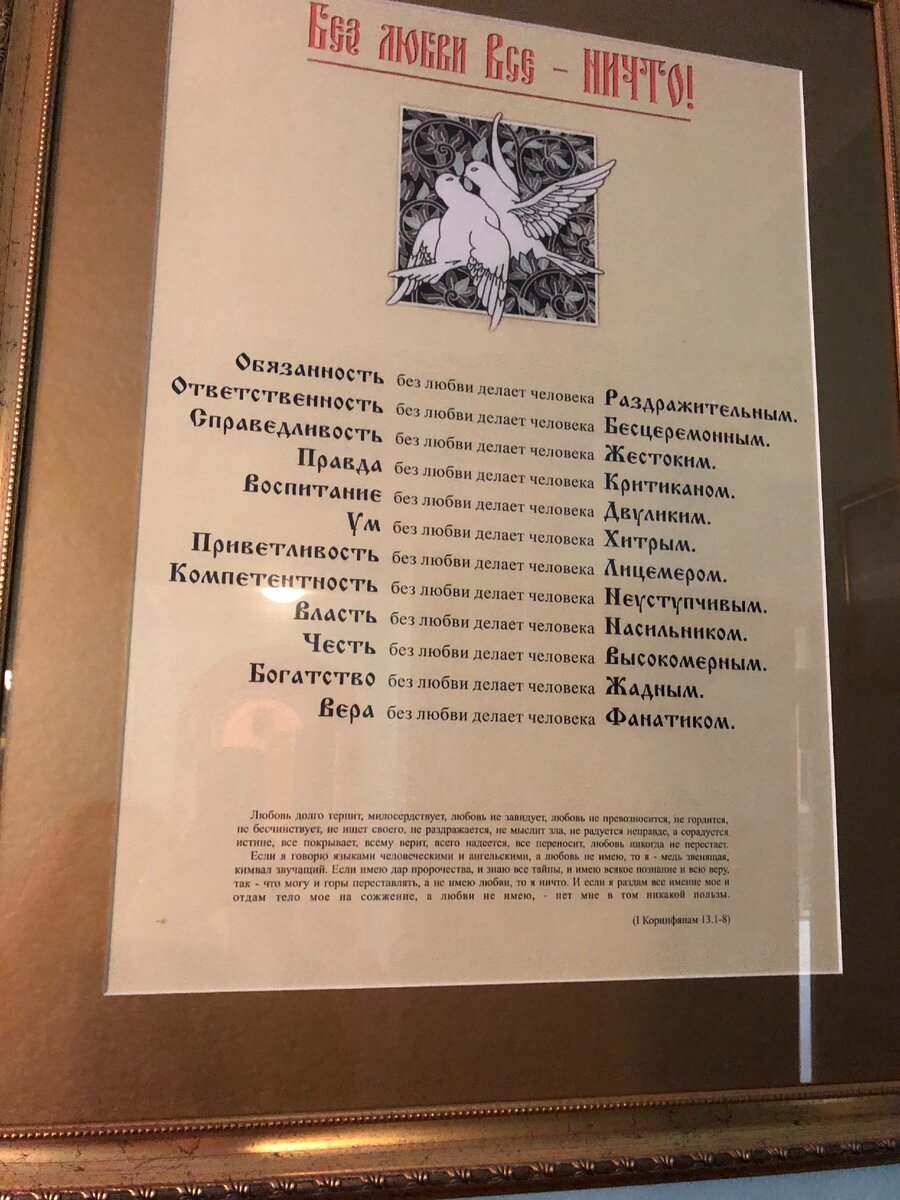 Без любви Все – НИЧТО!
Обязанность без любви делает человека Раздражительным.
Ответственность без любви делает человека Бесцеремонным.
Справедливость без любви делает человека Жестоким.
Правда без любви делает человека Критиканом.
Воспитание без любви делает человека Двуликим.
Ум без любви делает человека Хитрым.
Приветливость без любви делает человека Лицемером.
Компетентность без любви делает человека Неуступчивым.
Власть без любви делает человека Насильником.
Честь без любви делает человека Высокомерным.
Богатство без любви делает человека Жадным.
Вера без любви делает человека Фанатиком.
Любовь долго терпит, милосердствует, любовь не завидует, любовь не превозносится, не гордится,
не бесчинствует, не ищет своего, не раздражается, не мыслит зла, не радуется неправде, а сорадуется
истине, все покрывает, всему верит, всего надеется, все переносит, любовь никогда не перестает.
Если я говорю языками человеческими и ангельскими, а любовь не имею, то я - медь звенящая,
кимвал звучащий. Если имею дар пророчества, и знаю все тайны, и имею всякое познание и всю веру,
так - что могу и горы переставлять, а не имею любви, то я ничто. И если я раздам все имение мое и
отдам тело мое на сожжение, а любви не имею, - нет мне в том никакой пользы.
(I Коринфянам 13.1-8)